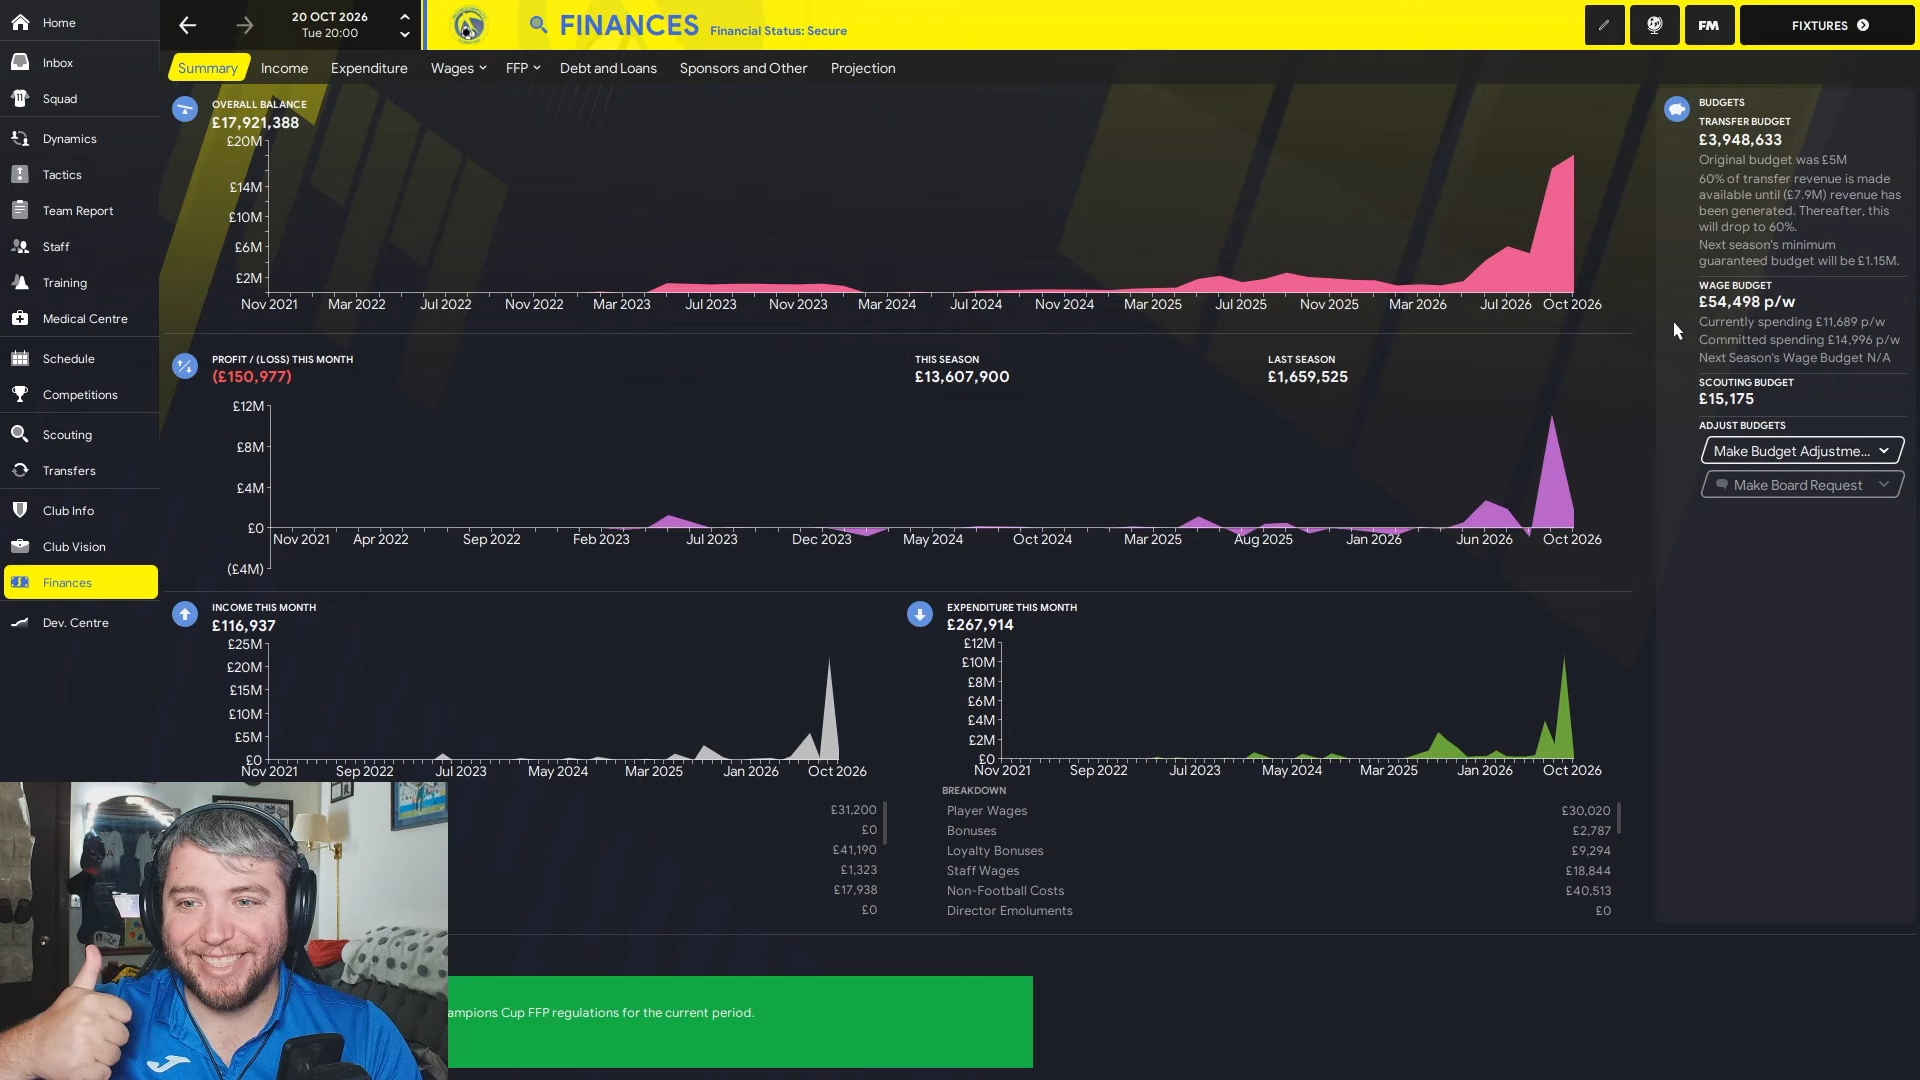 Home
Inbox
Squad
Dynamics
Tactics
Team Report
Staff
Training
Medical Centre
Schedule
Competitions
Scouting
Transfers
Club Info
Club Vision
Finances
Dev. Centre
20 OCT 2026
Tue 20:00
FINANCES
Financial Status: Secure
FM
FIXTURES
Summary
Income
Expenditure
Wages
FFP
Debt and Loans
Sponsors and Other
Projection
OVERALL BALANCE
£17,921,388
£20M
£14M
£10M
£6M
£2M
Nov 2021 Mar 2022 Jul 2022 Nov 2022 Mar 2023 Jul 2023 Nov 2023 Mar 2024 Jul 2024 Nov 2024 Mar 2025 Jul 2025 Nov 2025 Mar 2026 Jul 2026 Oct 2026
PROFIT / (LOSS) THIS MONTH
(£150,977)
THIS SEASON
£13,607,900
LAST SEASON
£1,659,525
£12M
£8M
£4M
£0
Nov 2021 Apr 2022 Sep 2022 Feb 2023 Jul 2023 Dec 2023 May 2024 Oct 2024 Mar 2025 Aug 2025 Jan 2026 Jun 2026 Oct 2026
(£4M)
INCOME THIS MONTH
£116,937
£25M
£20M
£15M
£10M
£5M
£0
Nov 2021 Sep 2022 Jul 2023 May 2024 Mar 2025 Jan 2026 Oct 2026
£31,200
£0
£41,190
£1,323
£17,938
£0
EXPENDITURE THIS MONTH
£267,914
£12M
£10M
£8M
£6M
£4M
£2M
£0
Nov 2021 Sep 2022 Jul 2023 May 2024 Mar 2025 Jan 2026 Oct 2026
BREAKDOWN
Player Wages £30,020
Bonuses £2,787
Loyalty Bonuses £9,294
Staff Wages £18,844
Non-Football Costs £40,513
Director Emoluments £0
ampions Cup FFP regulations for the current period.
BUDGETS
TRANSFER BUDGET
£3,948,633
Original budget was £5M
60% of transfer revenue is made
available until (£7.9M) revenue has
been generated. Thereafter, this
will drop to 60%.
Next season's minimum
guaranteed budget will be £1.15M.
WAGE BUDGET
£54,498 p/w
Currently spending £11,689 p/w
Committed spending £14,996 p/w
Next Season's Wage Budget N/A
SCOUTING BUDGET
£15,175
ADJUST BUDGETS
Make Budget Adjustme...
Make Board Request